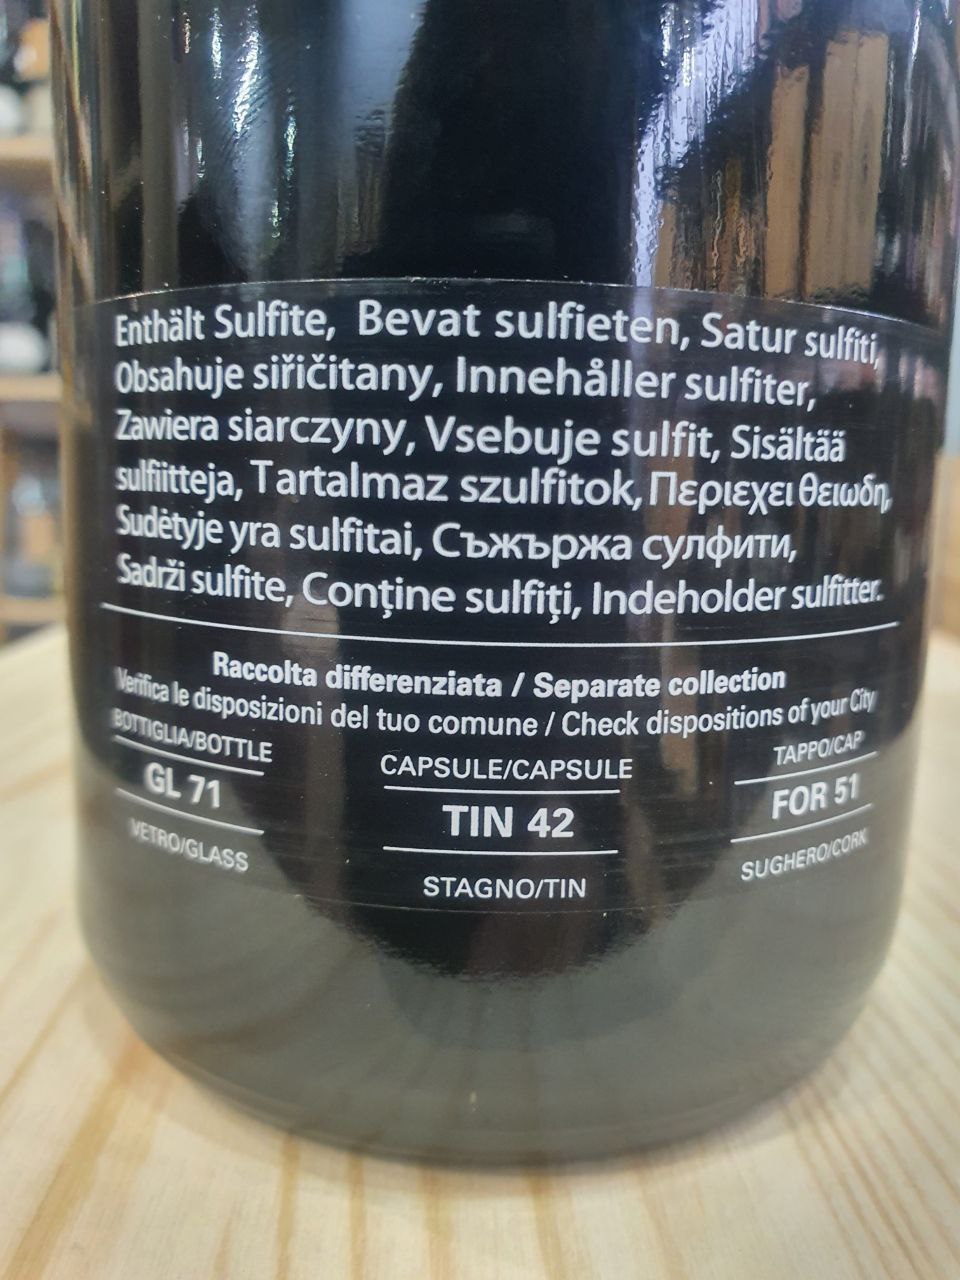 Enthält Sulfite, Bevat sulfieten, Satur sulfiti,
Obsahuje siřičitany, Innehåller sulfiter,
Zawiera siarczyny, Vsebuje sulfit, Sisältää
sulfiitteja, Tartalmaz szulfitok, Περιεχει θειωδη,
Sudėtyje yra sulfitai, Съжържа сулфити,
Sadrži sulfite, Conține sulfiți, Indeholder sulfitter.
Raccolta differenziata / Separate collection
Verifica le disposizioni del tuo comune / Check dispositions of your City
BOTTIGLIA/BOTTLE
GL 71
VETRO/GLASS
CAPSULE/CAPSULE
TIN 42
STAGNO/TIN
TAPPO/CAP
FOR 51
SUGHERO/CORK